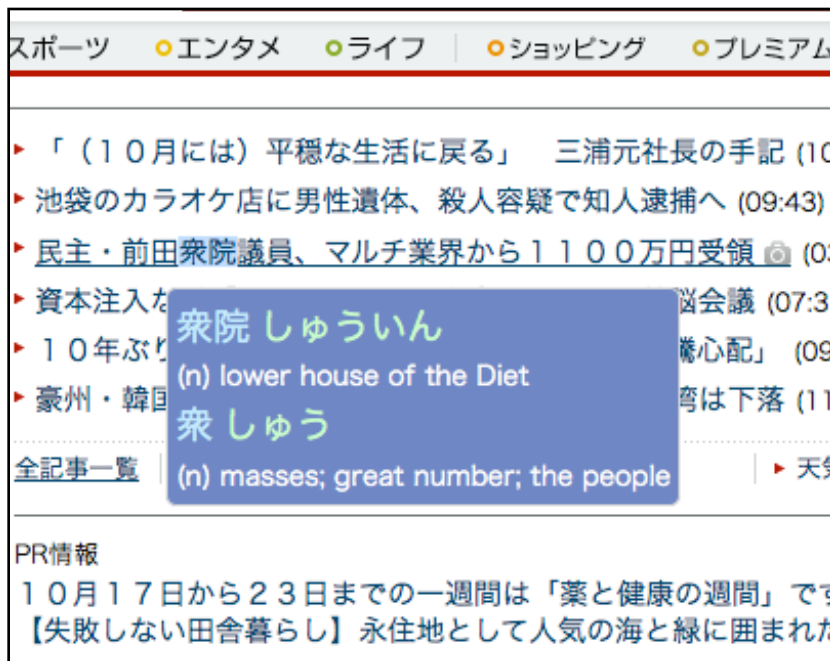 スポーツ エンタメ ライフ ショッピング プレミアム
「（１０月には）平穏な生活に戻る」　三浦元社長の手記 (10
池袋のカラオケ店に男性遺体、殺人容疑で知人逮捕へ (09:43)
民主・前田衆院議員、マルチ業界から１１００万円受領 (03
資本注入な 脳会議 (07:3
１０年ぶり 騰心配」 (09
豪州・韓国 湾は下落 (11
衆院 しゅういん
(n) lower house of the Diet
衆 しゅう
(n) masses; great number; the people
全記事一覧 天気
PR情報
１０月１７日から２３日までの一週間は「薬と健康の週間」です
【失敗しない田舎暮らし】永住地として人気の海と緑に囲まれた